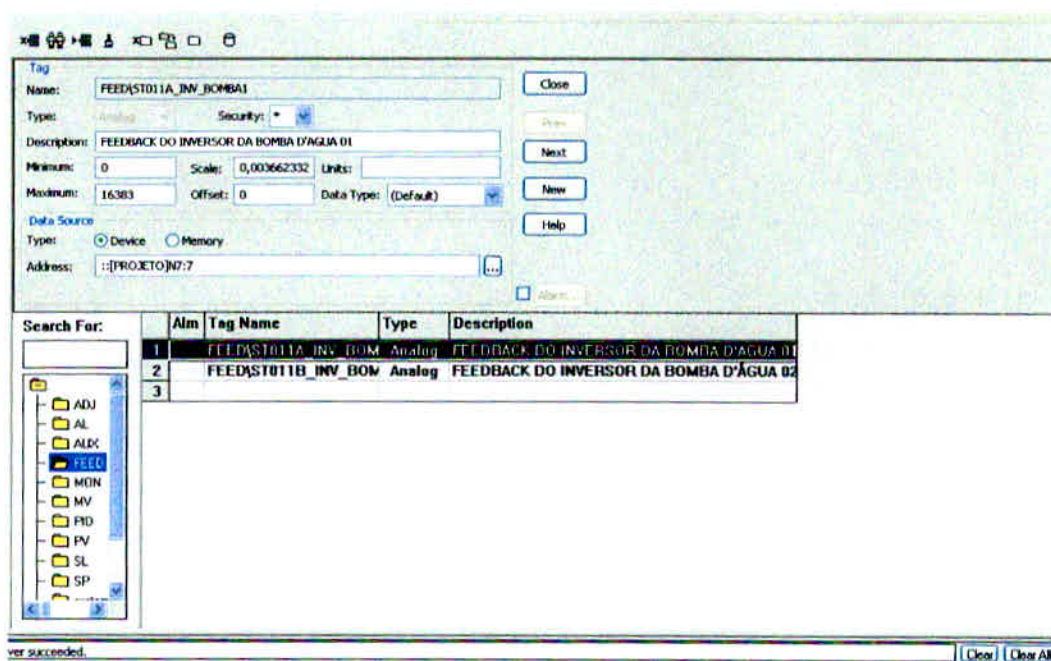 Tag
Name: FEED\ST011A_INV_BOMBA1
Close
Type: Analog Security: *
Prev
Description: FEEDBACK DO INVERSOR DA BOMBA D'AGUA 01
Next
Minimum: 0 Scale: 0,003662332 Units:
Maximum: 16383 Offset: 0 Data Type: (Default)
New
Data Source
Help
Type: Device Memory
Address: ::[PROJETO]N7:7 ...
Alarm...
Search For:
Alm Tag Name Type Description
1 FEED\ST011A_INV_BOM Analog FEEDBACK DO INVERSOR DA BOMBA D'AGUA 01
2 FEED\ST011B_INV_BOM Analog FEEDBACK DO INVERSOR DA BOMBA D'ÁGUA 02
3
ADJ
AL
AUX
FEED
MON
MV
PID
PV
SL
SP
ver succeeded.
Clear Clear All